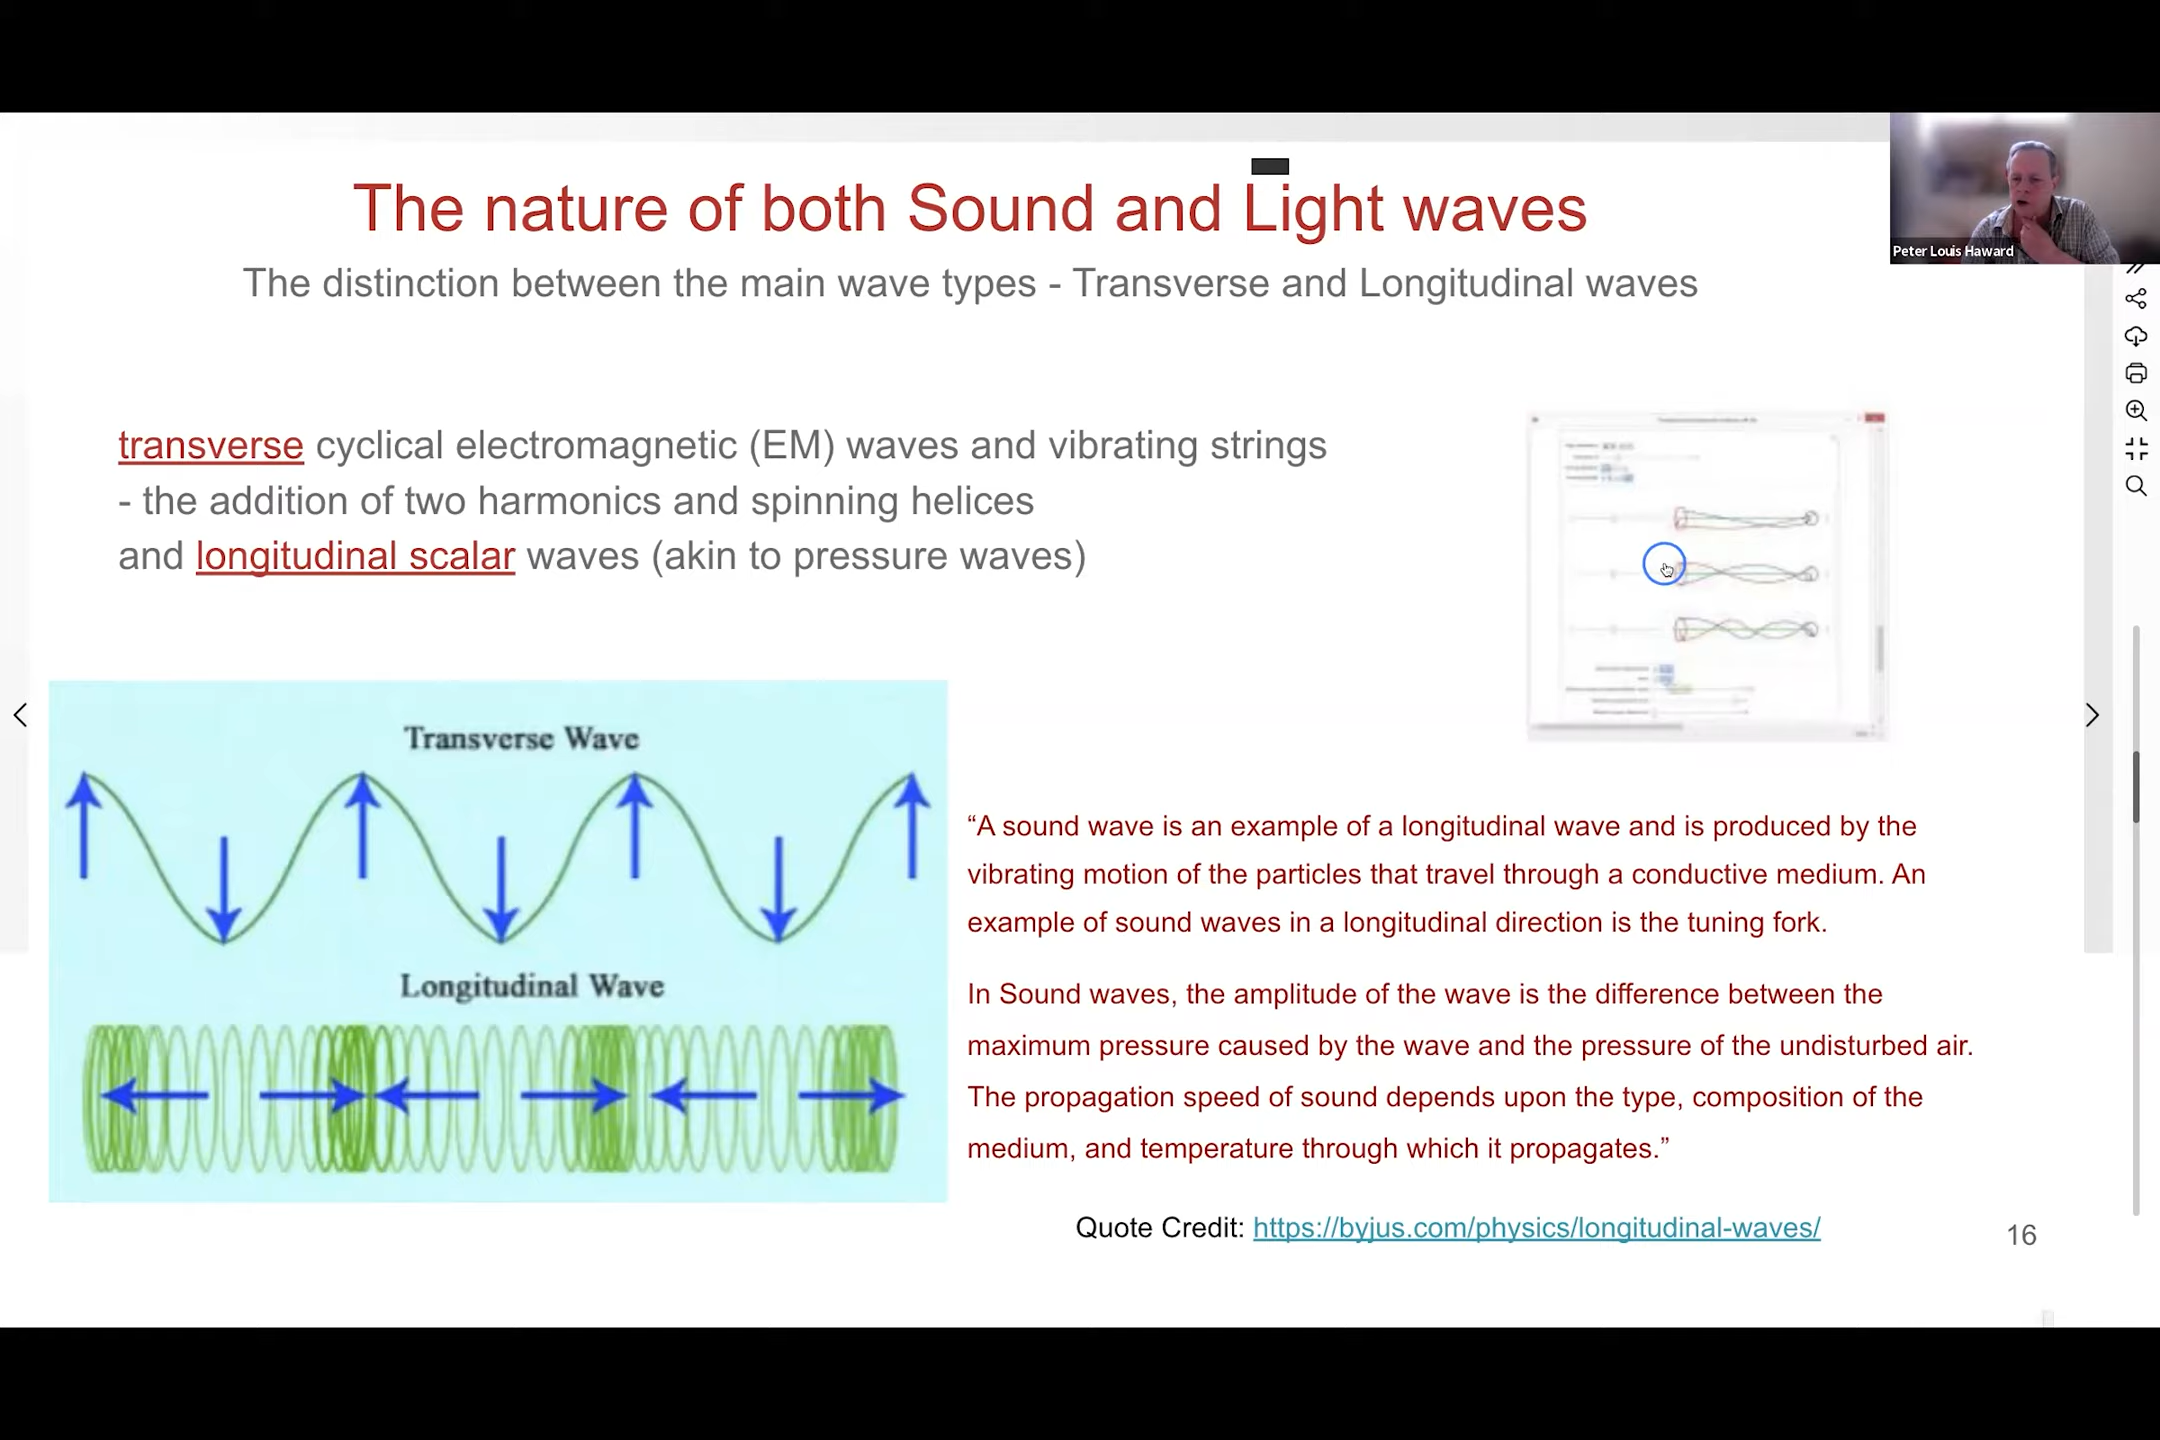 The nature of both Sound and Light waves
The distinction between the main wave types - Transverse and Longitudinal waves
Peter Louis Haward
transverse cyclical electromagnetic (EM) waves and vibrating strings
- the addition of two harmonics and spinning helices
and longitudinal scalar waves (akin to pressure waves)
Transverse Wave
Longitudinal Wave
“A sound wave is an example of a longitudinal wave and is produced by the
vibrating motion of the particles that travel through a conductive medium. An
example of sound waves in a longitudinal direction is the tuning fork.
In Sound waves, the amplitude of the wave is the difference between the
maximum pressure caused by the wave and the pressure of the undisturbed air.
The propagation speed of sound depends upon the type, composition of the
medium, and temperature through which it propagates.”
Quote Credit: https://byjus.com/physics/longitudinal-waves/
16